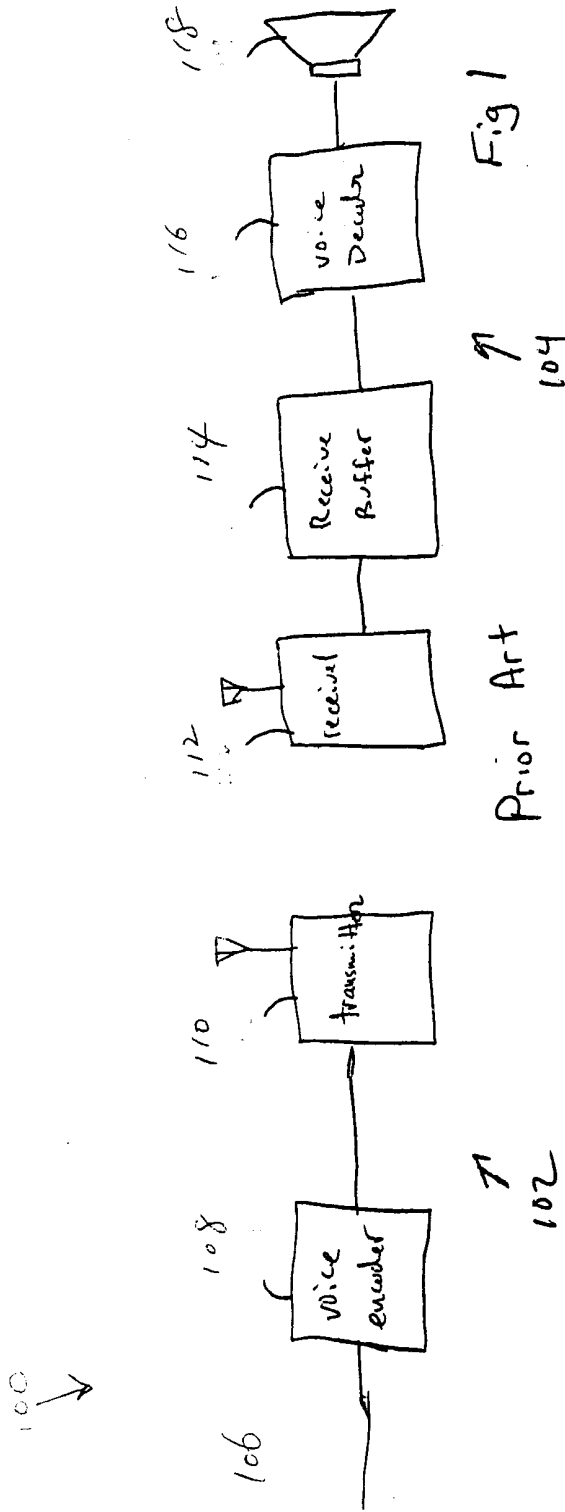 100
106
108
voice
encoder
102
110
transmitter
Prior Art
112
receiver
114
Receive
Buffer
104
116
voice
Decoder
118
Fig 1